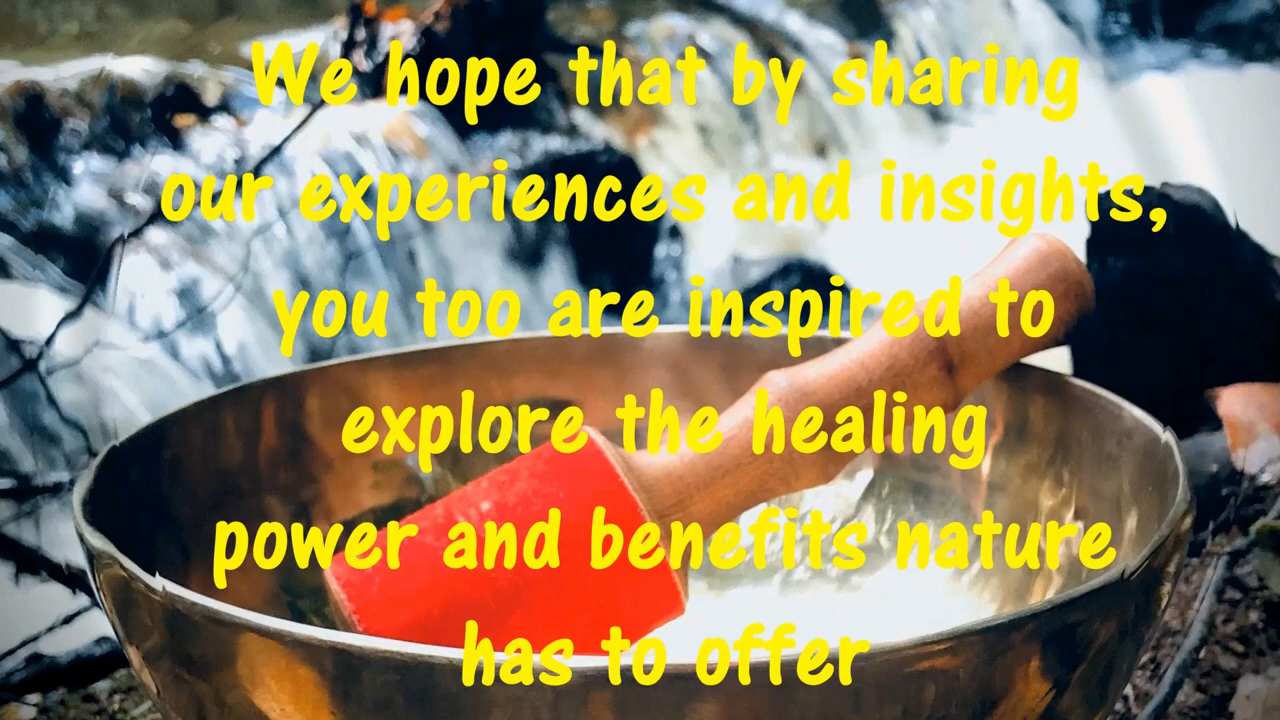 We hope that by sharing
our experiences and insights,
you too are inspired to
explore the healing
power and benefits nature
has to offer